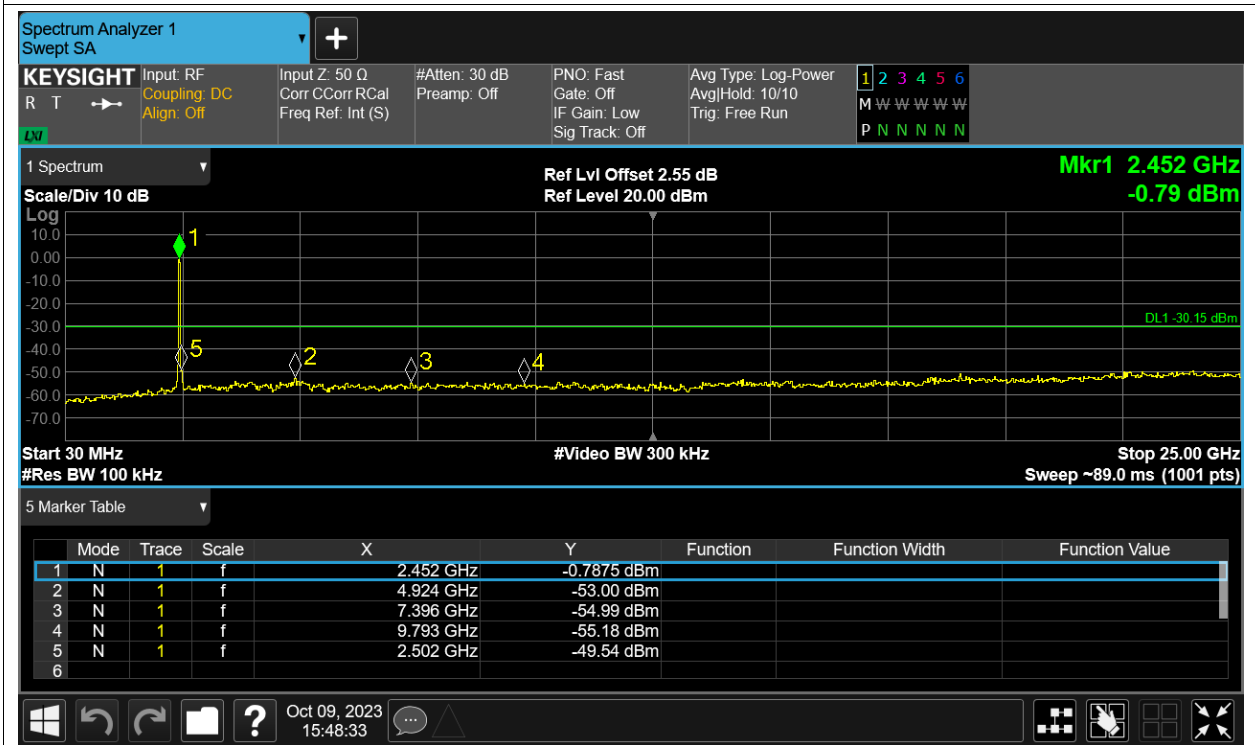 Spectrum Analyzer 1
Swept SA
KEYSIGHT
R T
LXI
Input: RF
Coupling: DC
Align: Off
Input Z: 50 Ω
Corr CCorr RCal
Freq Ref: Int (S)
#Atten: 30 dB
Preamp: Off
PNO: Fast
Gate: Off
IF Gain: Low
Sig Track: Off
Avg Type: Log-Power
Avg|Hold: 10/10
Trig: Free Run
1 2 3 4 5 6
M W W W W W
P N N N N N
1 Spectrum
Scale/Div 10 dB
Ref Lvl Offset 2.55 dB
Ref Level 20.00 dBm
Mkr1 2.452 GHz
-0.79 dBm
Log
10.0
0.00
-10.0
-20.0
-30.0
-40.0
-50.0
-60.0
-70.0
1
5
2
3
4
DL1 -30.15 dBm
Start 30 MHz
#Video BW 300 kHz
Stop 25.00 GHz
#Res BW 100 kHz
Sweep ~89.0 ms (1001 pts)
5 Marker Table
Mode Trace Scale X Y Function Function Width Function Value
1 N 1 f 2.452 GHz -0.7875 dBm
2 N 1 f 4.924 GHz -53.00 dBm
3 N 1 f 7.396 GHz -54.99 dBm
4 N 1 f 9.793 GHz -55.18 dBm
5 N 1 f 2.502 GHz -49.54 dBm
6
?
Oct 09, 2023
15:48:33